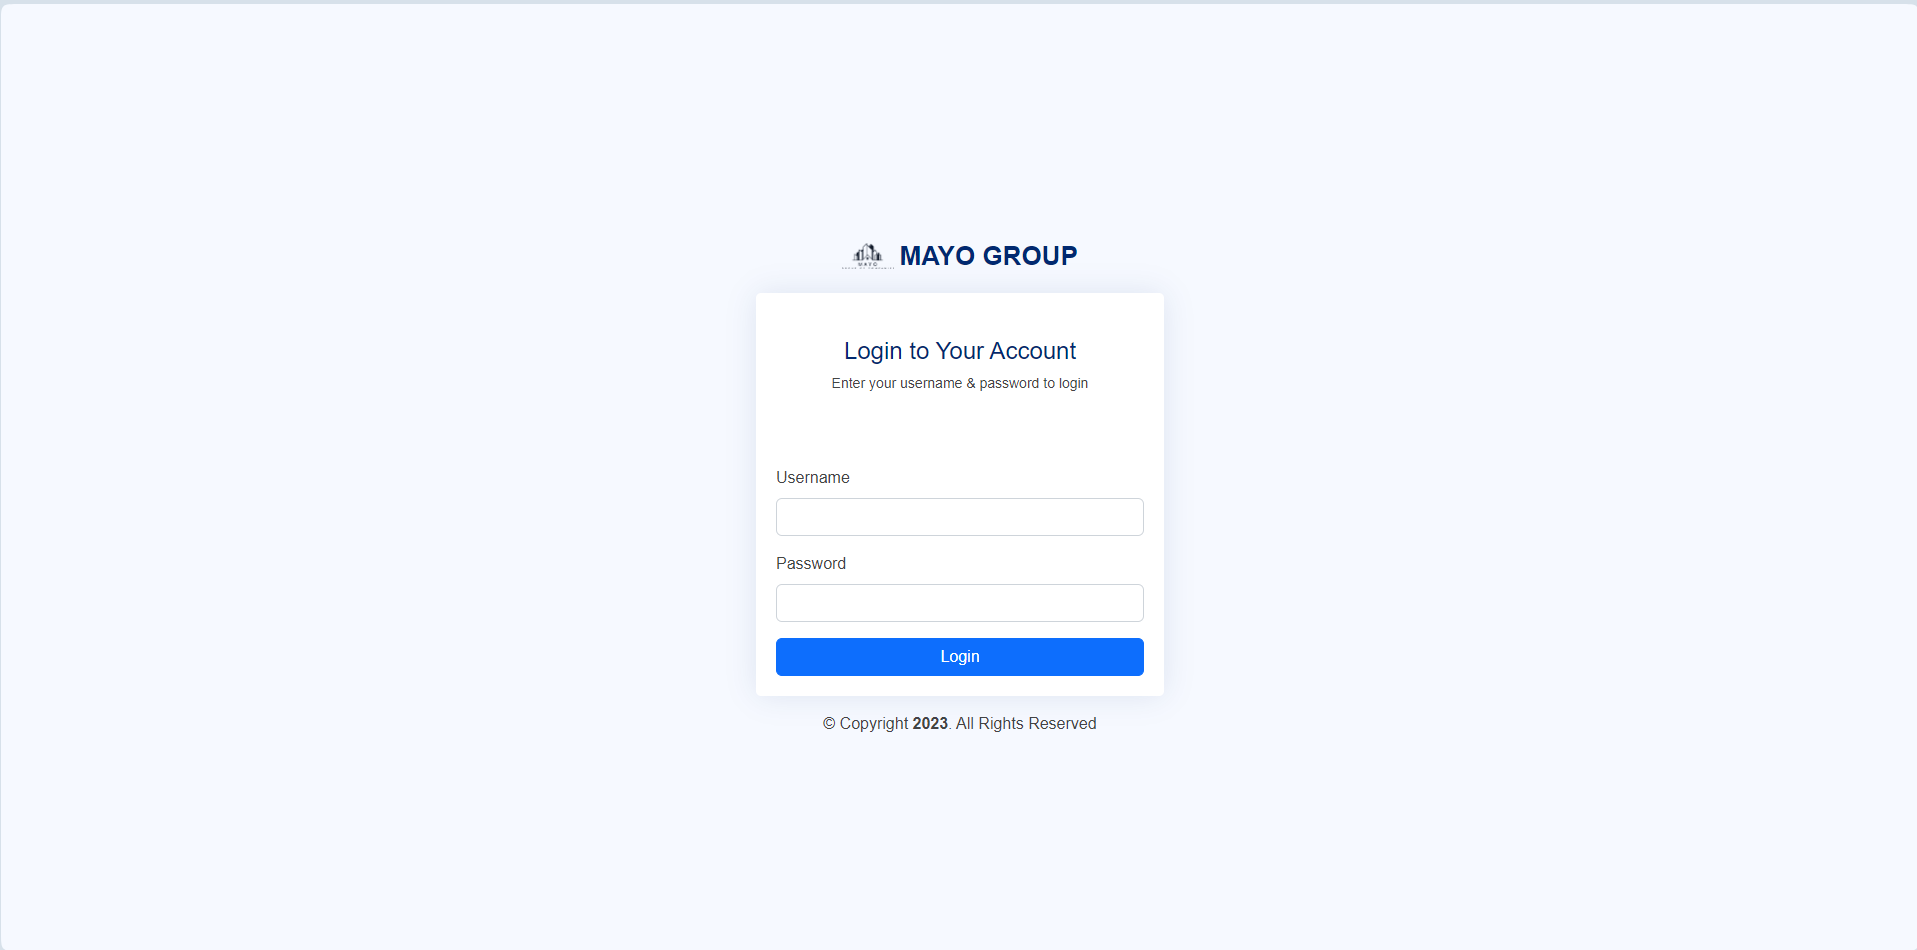 MAYO
MAYO GROUP
Login to Your Account
Enter your username & password to login
Username
Password
Login
© Copyright 2023. All Rights Reserved